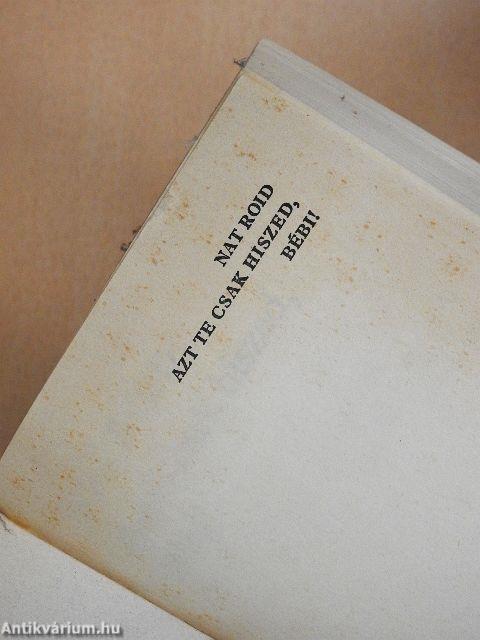 NAT ROID
AZT TE CSAK HISZED,
BÉBI!
Antikvárium.hu